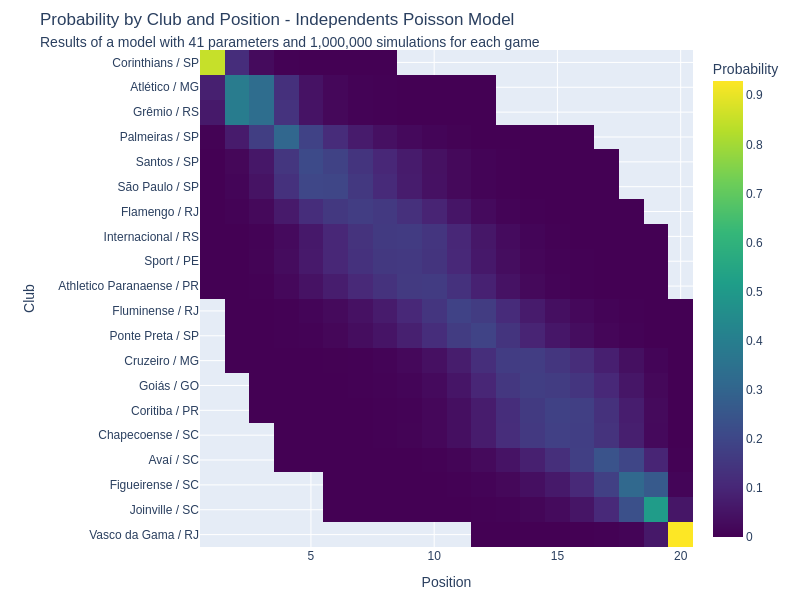 Probability by Club and Position - Independents Poisson Model
Results of a model with 41 parameters and 1,000,000 simulations for each game
Probability
Corinthians / SP
Atlético / MG
Grêmio / RS
Palmeiras / SP
Santos / SP
São Paulo / SP
Flamengo / RJ
Internacional / RS
Sport / PE
Athletico Paranaense / PR
Fluminense / RJ
Ponte Preta / SP
Cruzeiro / MG
Goiás / GO
Coritiba / PR
Chapecoense / SC
Avaí / SC
Figueirense / SC
Joinville / SC
Vasco da Gama / RJ
Club
5
10
15
20
Position
0.9
0.8
0.7
0.6
0.5
0.4
0.3
0.2
0.1
0